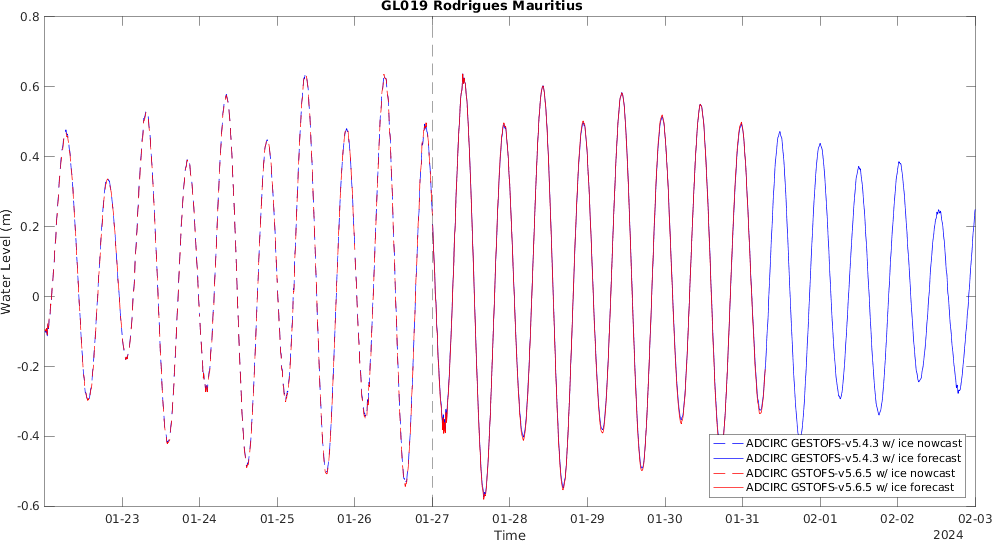 GL019 Rodrigues Mauritius
0.8
0.6
0.4
0.2
0
-0.2
-0.4
-0.6
Water Level (m)
ADCIRC GESTOFS-v5.4.3 w/ ice nowcast
ADCIRC GESTOFS-v5.4.3 w/ ice forecast
ADCIRC GSTOFS-v5.6.5 w/ ice nowcast
ADCIRC GSTOFS-v5.6.5 w/ ice forecast
01-23 01-24 01-25 01-26 01-27 01-28 01-29 01-30 01-31 02-01 02-02 02-03
Time
2024